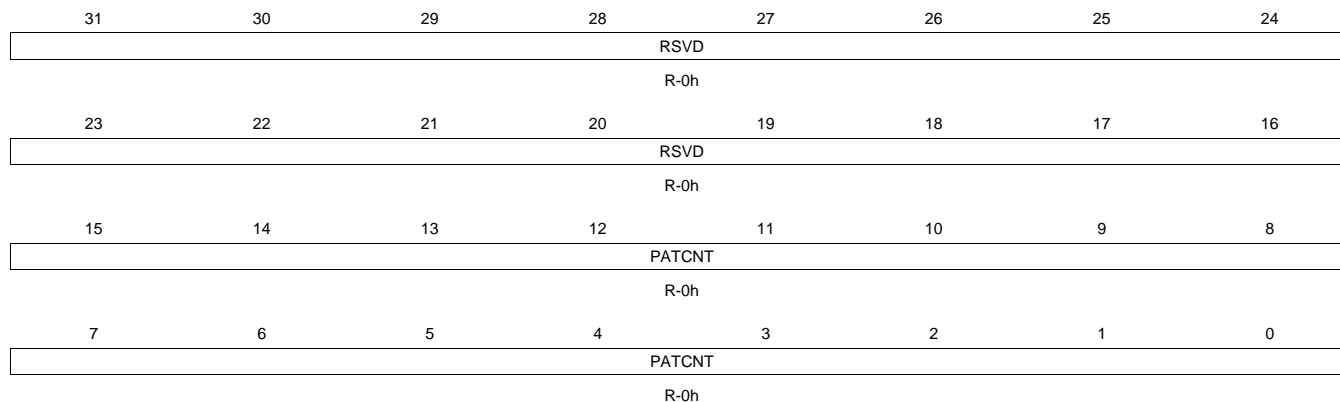 31 30 29 28 27 26 25 24
RSVD
R-0h
23 22 21 20 19 18 17 16
RSVD
R-0h
15 14 13 12 11 10 9 8
PATCNT
R-0h
7 6 5 4 3 2 1 0
PATCNT
R-0h